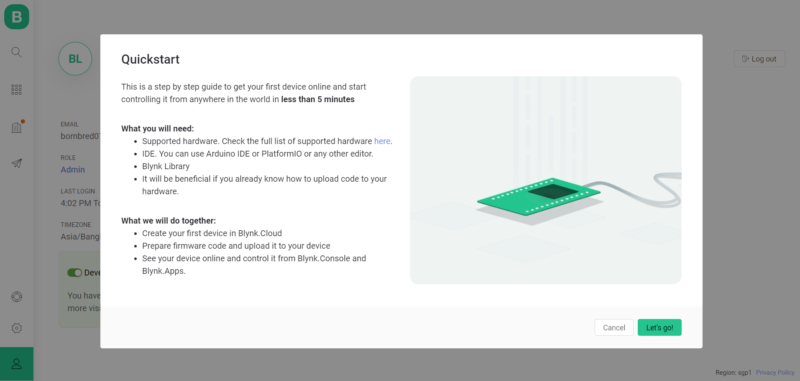 B
BL
Log out
EMAIL
bombred0
ROLE
Admin
LAST LOGIN
4:02 PM
TIMEZONE
Deve
You have
more
Quickstart
This is a step by step guide to get your first device online and start
controlling it from anywhere in the world in less than 5 minutes
What you will need:
• Supported hardware. Check the full list of supported hardware here.
• IDE. You can use Arduino IDE or PlatformIO or any other editor.
• Blynk Library
• It will be beneficial if you already know how to upload code to your
hardware.
What we will do together:
• Create your first device in Blynk.Cloud
• Prepare firmware code and upload it to your device
• See your device online and control it from Blynk.Console and
Blynk.Apps.
Cancel
Let's go!
Region: sgp1 Privacy Policy